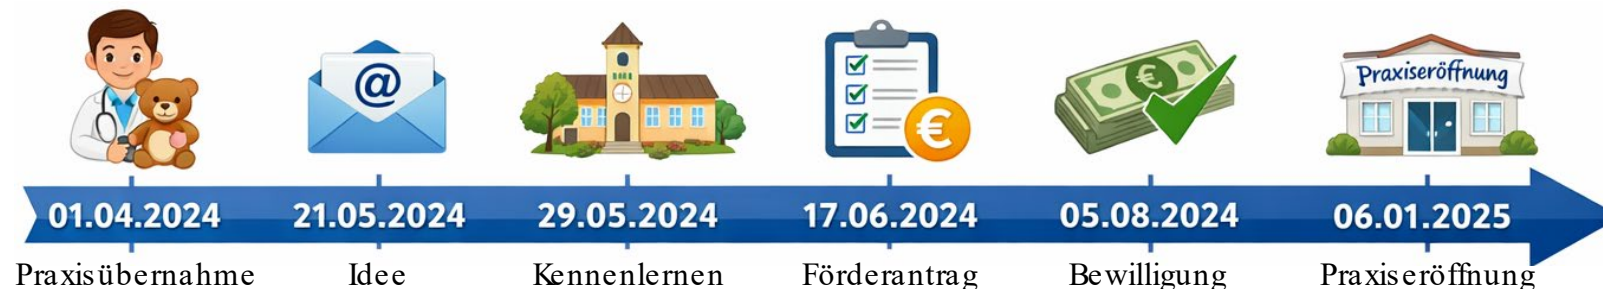 @
€
€
Praxiseröffnung
01.04.2024
21.05.2024
29.05.2024
17.06.2024
05.08.2024
06.01.2025
Praxisübernahme
Idee
Kennenlernen
Förderantrag
Bewilligung
Praxiseröffnung